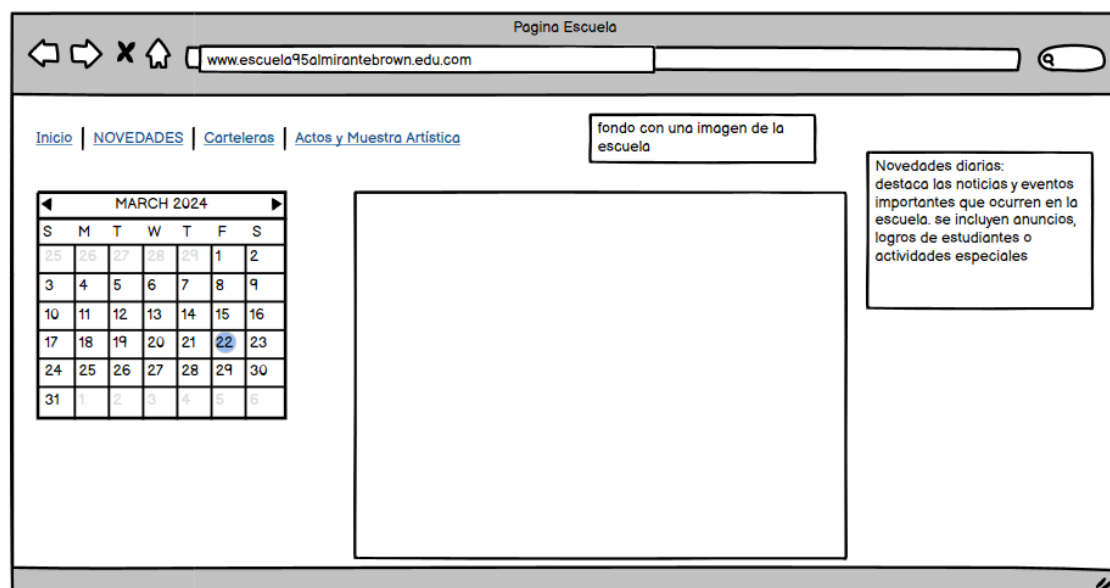 Pagina Escuela
www.escuela95almirantebrown.edu.com
Inicio | NOVEDADES | Carteleras | Actos y Muestra Artística
fondo con una imagen de la
escuela
Novedades diarias:
destaca las noticias y eventos
importantes que ocurren en la
escuela. se incluyen anuncios,
logros de estudiantes o
actividades especiales
MARCH 2024
S M T W T F S
25 26 27 28 29 1 2
3 4 5 6 7 8 9
10 11 12 13 14 15 16
17 18 19 20 21 22 23
24 25 26 27 28 29 30
31 1 2 3 4 5 6